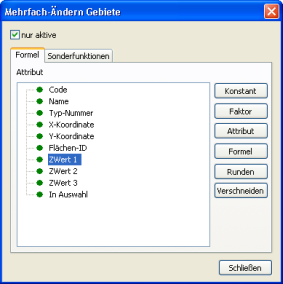 Mehrfach-Ändern Gebiete
nur aktive
Formel Sonderfunktionen
Attribut
Code
Name
Typ-Nummer
X-Koordinate
Y-Koordinate
Flächen-ID
ZWert 1
ZWert 2
ZWert 3
In Auswahl
Konstant
Faktor
Attribut
Formel
Runden
Verschneiden
Schließen